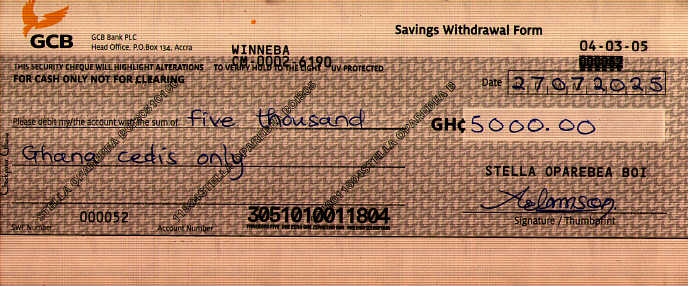 GCB
GCB Bank PLC
Head Office, P.O.Box 134, Accra
Savings Withdrawal Form
WINNEBA
CM-0002-6190
04-03-05
THIS SECURITY CHEQUE WILL HIGHLIGHT ALTERATIONS TO VERIFY HOLD TO THE LIGHT UV PROTECTED
FOR CASH ONLY NOT FOR CLEARING
Date 27072025
Please debit my/the account with the sum of five thousand
GH¢ 5000.00
Ghana cedis only
STELLA OPAREBEA BOI
Signature / Thumbprint
000052
3051010011804
SWF Number
Account Number